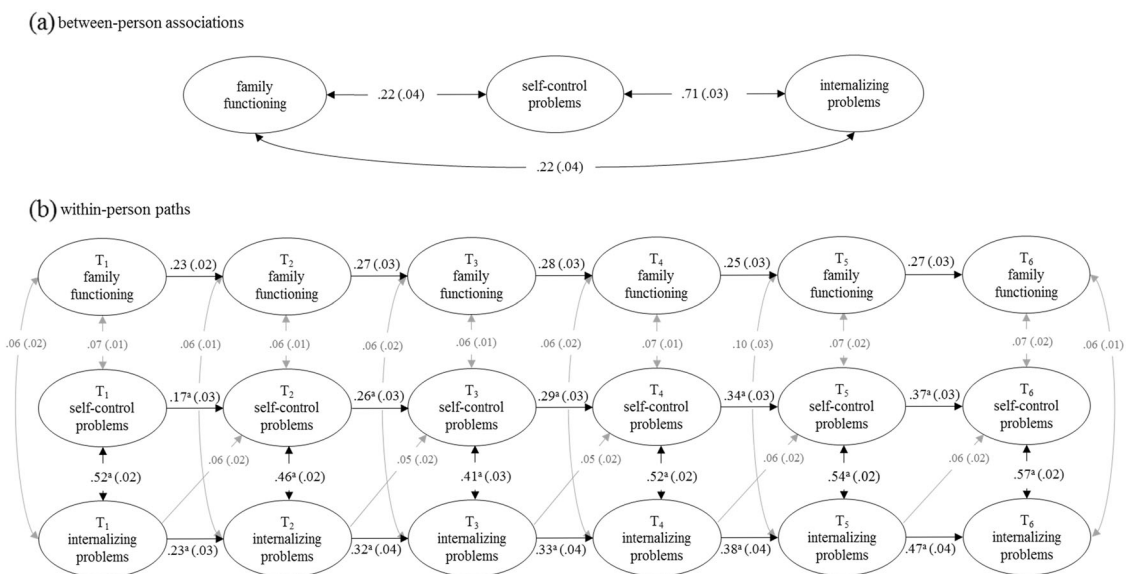 (a) between-person associations
family
functioning
.22 (.04)
self-control
problems
.71 (.03)
internalizing
problems
.22 (.04)
(b) within-person paths
T1
family
functioning
.23 (.02)
T2
family
functioning
.27 (.03)
T3
family
functioning
.28 (.03)
T4
family
functioning
.25 (.03)
T5
family
functioning
.27 (.03)
T6
family
functioning
.06 (.02)
.07 (.01)
.06 (.01)
.06 (.01)
.06 (.02)
.06 (.01)
.06 (.02)
.07 (.01)
.10 (.03)
.07 (.02)
.07 (.02)
.06 (.01)
T1
self-control
problems
.17ª (.03)
T2
self-control
problems
.26ª (.03)
T3
self-control
problems
.29ª (.03)
T4
self-control
problems
.34ª (.03)
T5
self-control
problems
.37ª (.03)
T6
self-control
problems
.52ª (.02)
.06 (.02)
.46ª (.02)
.05 (.02)
.41ª (.03)
.05 (.02)
.52ª (.02)
.06 (.02)
.54ª (.02)
.06 (.02)
.57ª (.02)
T1
internalizing
problems
.23ª (.03)
T2
internalizing
problems
.32ª (.04)
T3
internalizing
problems
.33ª (.04)
T4
internalizing
problems
.38ª (.04)
T5
internalizing
problems
.47ª (.04)
T6
internalizing
problems